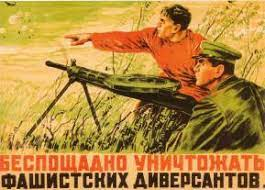 БЕСПОЩАДНО УНИЧТОЖАТЬ
ФАШИСТСКИХ ДИВЕРСАНТОВ